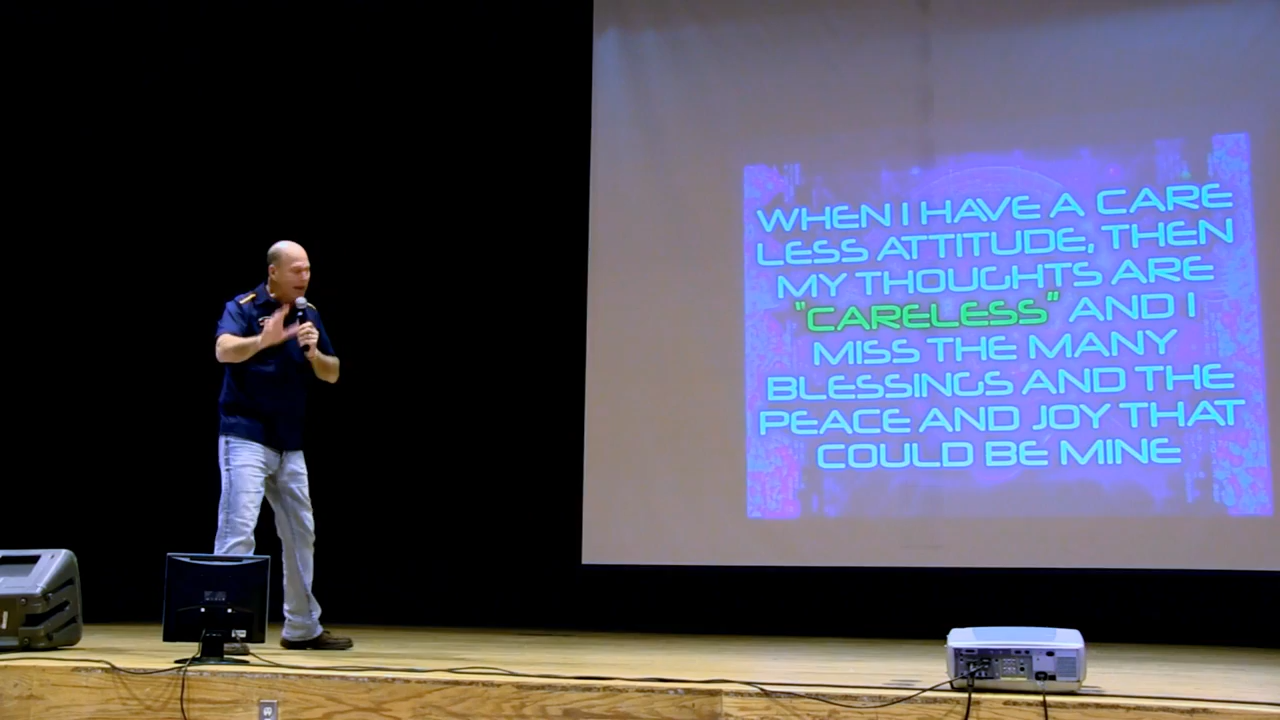 WHEN I HAVE A CARE
LESS ATTITUDE, THEN
MY THOUGHTS ARE
"CARELESS" AND I
MISS THE MANY
BLESSINGS AND THE
PEACE AND JOY THAT
COULD BE MINE